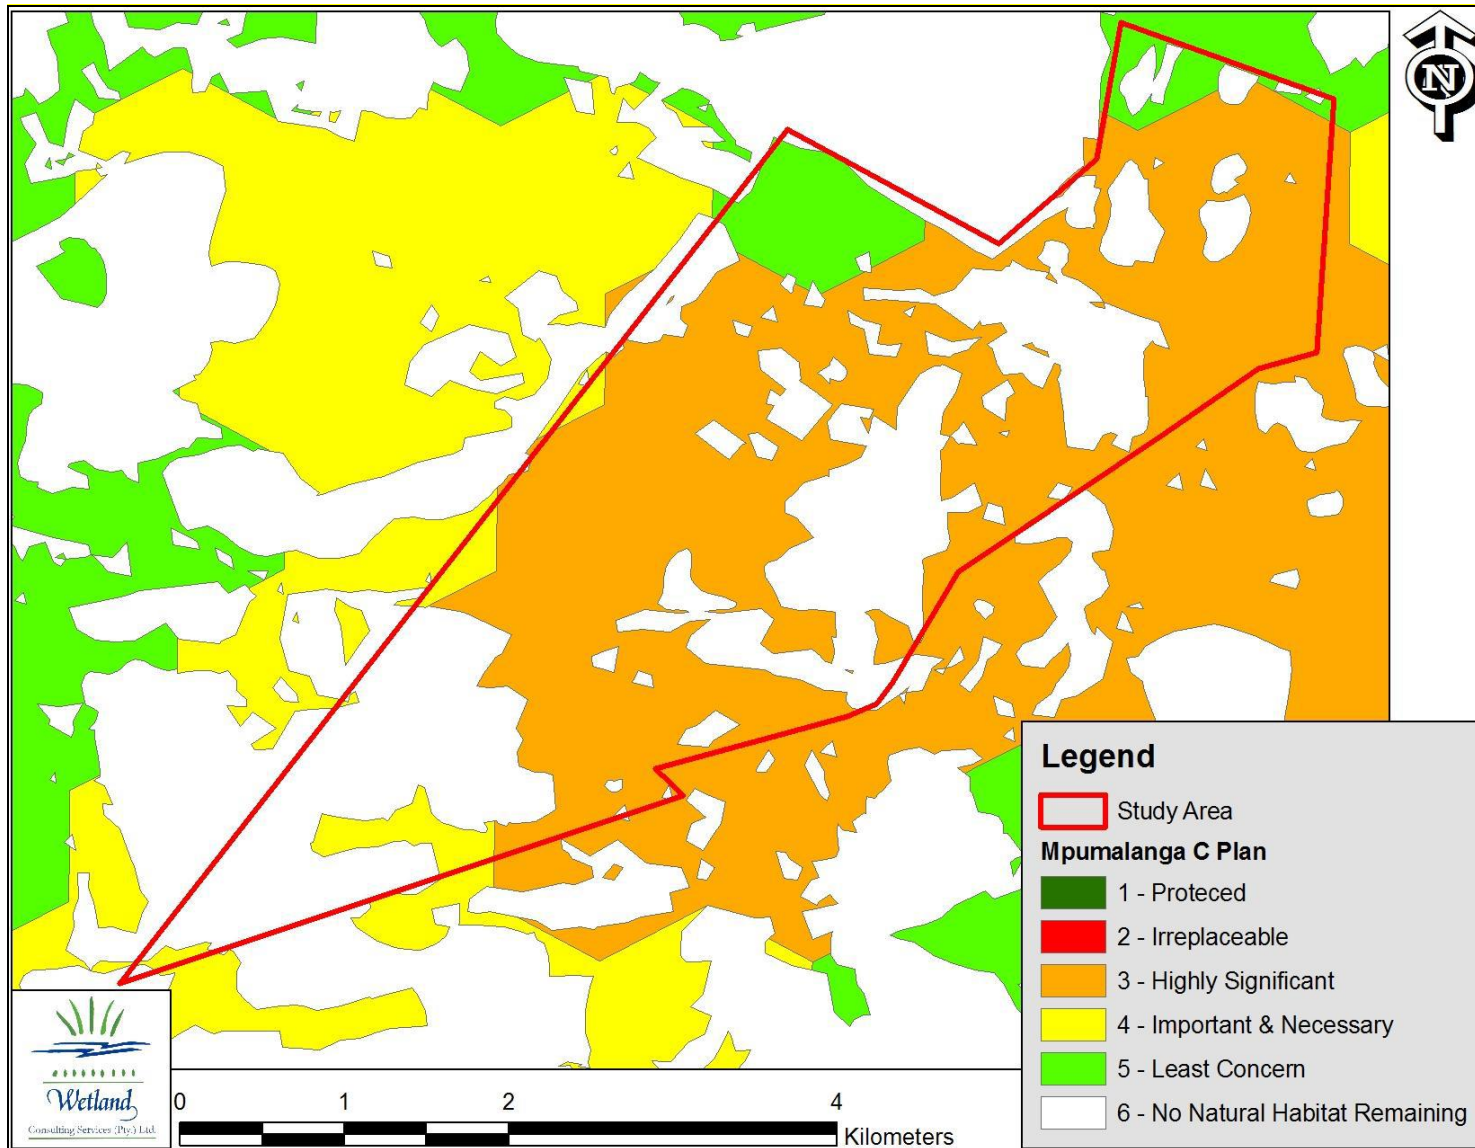 N
Legend
Study Area
Mpumalanga C Plan
1 - Proteced
2 - Irreplaceable
3 - Highly Significant
4 - Important & Necessary
5 - Least Concern
6 - No Natural Habitat Remaining
Wetland
Consulting Services (Pty.) Ltd.
0 1 2 4
Kilometers